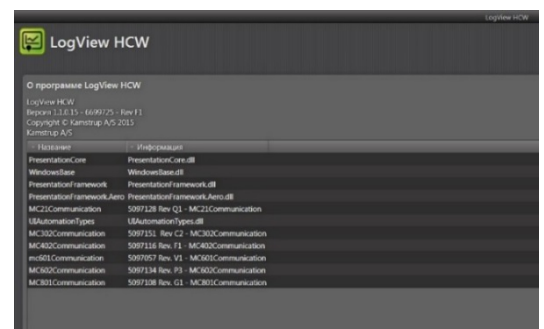 LogView HCW
LogView HCW
О программе LogView HCW
LogView HCW
Версия 1.1.0.15 - 6699725 - Rev F1
Copyright © Kamstrup A/S 2015
Kamstrup A/S
Название Информация
PresentationCore PresentationCore.dll
WindowsBase WindowsBase.dll
PresentationFramework PresentationFramework.dll
PresentationFramework.Aero PresentationFramework.Aero.dll
MC21Communication 5097128 Rev Q1 - MC21Communication
UIAutomationTypes UIAutomationTypes.dll
MC302Communication 5097151 Rev C2 - MC302Communication
MC402Communication 5097116 Rev. F1 - MC402Communication
mc601Communication 5097057 Rev. V1 - MC601Communication
MC602Communication 5097134 Rev. P3 - MC602Communication
MC801Communication 5097108 Rev. G1 - MC801Communication